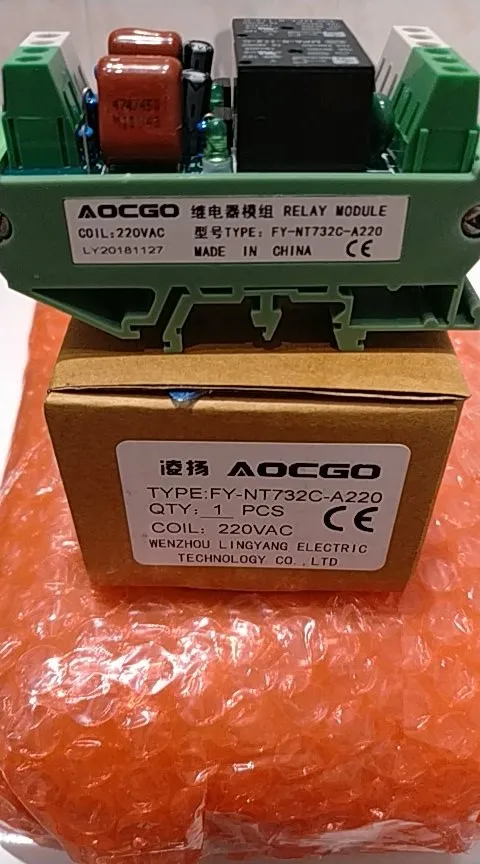 AOCGO 继电器模组 RELAY MODULE
COIL:220VAC 型号TYPE: FY-NT732C-A220
LY20181127 MADE IN CHINA CE
凌扬 AOCGO
TYPE:FY-NT732C-A220
QTY: 1 PCS
COIL: 220VAC CE
WENZHOU LINGYANG ELECTRIC
TECHNOLOGY CO.,LTD